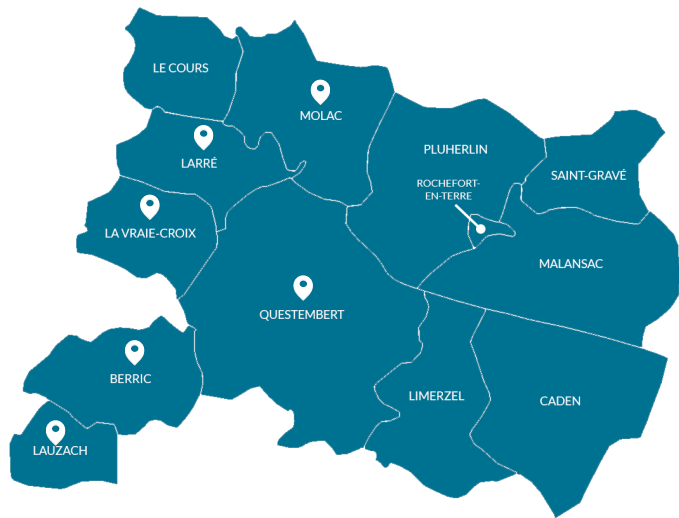 LE COURS
MOLAC
LARRÉ
PLUHERLIN
SAINT-GRAVÉ
ROCHEFORT-
EN-TERRE
LA VRAIE-CROIX
MALANSAC
QUESTEMBERT
BERRIC
LIMERZEL
CADEN
LAUZACH